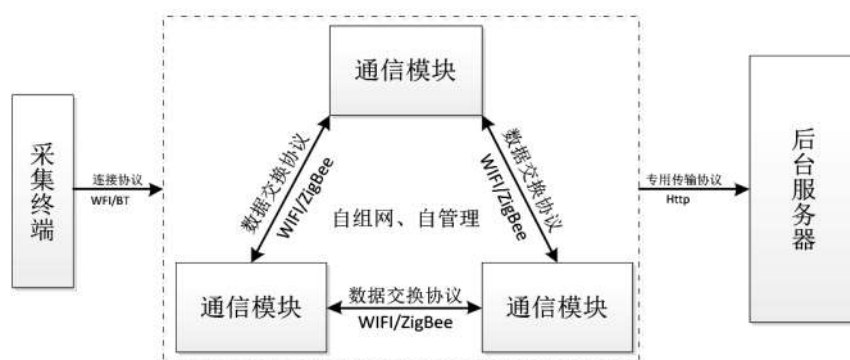 通信模块
采集终端
连接协议
WFI/BT
数据交换协议
WIFI/ZigBee
数据交换协议
WIFI/ZigBee
自组网、自管理
专用传输协议
Http
后台服务器
通信模块
数据交换协议
WIFI/ZigBee
通信模块